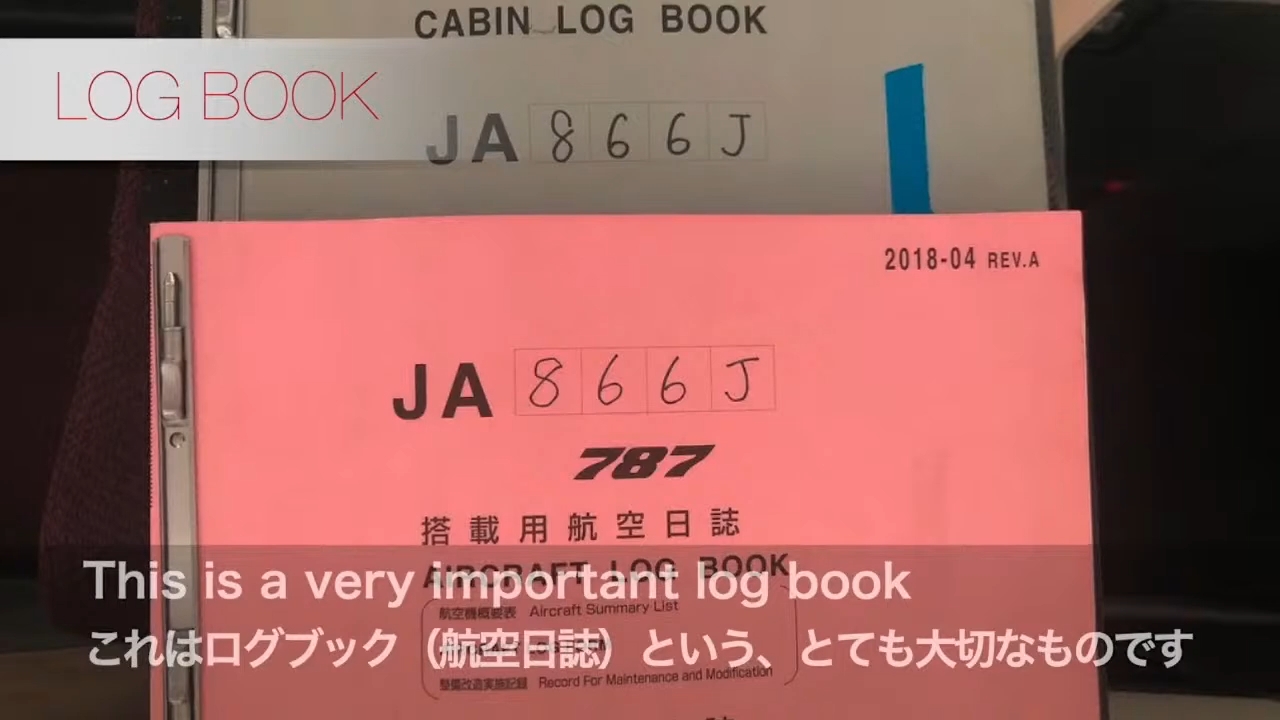 CABIN LOG BOOK
LOG BOOK
JA 866J
2018-04 REV.A
JA 866J
787
搭載用航空日誌
AIRCRAFT LOG BOOK
This is a very important log book
航空機概要表 Aircraft Summary List
これはログブック（航空日誌）という、とても大切なものです
整備改造実施記録 Record For Maintenance and Modification